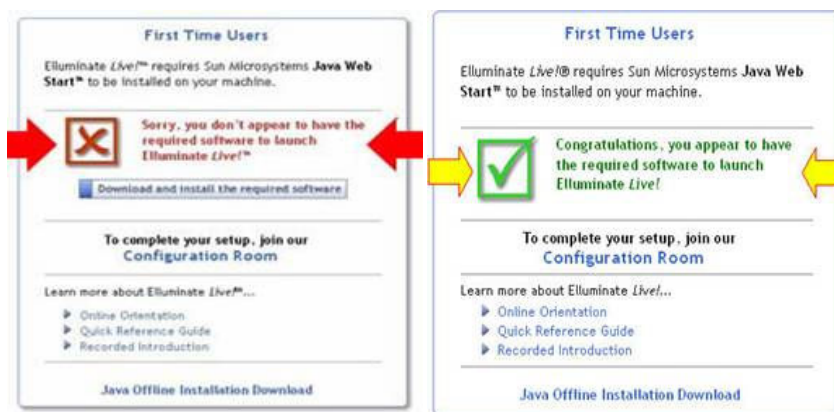 First Time Users
Elluminate Live!™ requires Sun Microsystems Java Web
Start™ to be installed on your machine.
Sorry, you don't appear to have the
required software to launch
Elluminate Live!™
Download and install the required software
To complete your setup, join our
Configuration Room
Learn more about Elluminate Live!™...
Online Orientation
Quick Reference Guide
Recorded Introduction
Java Offline Installation Download
First Time Users
Elluminate Live!® requires Sun Microsystems Java Web
Start™ to be installed on your machine.
Congratulations, you appear to have
the required software to launch
Elluminate Live!
To complete your setup, join our
Configuration Room
Learn more about Elluminate Live!...
Online Orientation
Quick Reference Guide
Recorded Introduction
Java Offline Installation Download